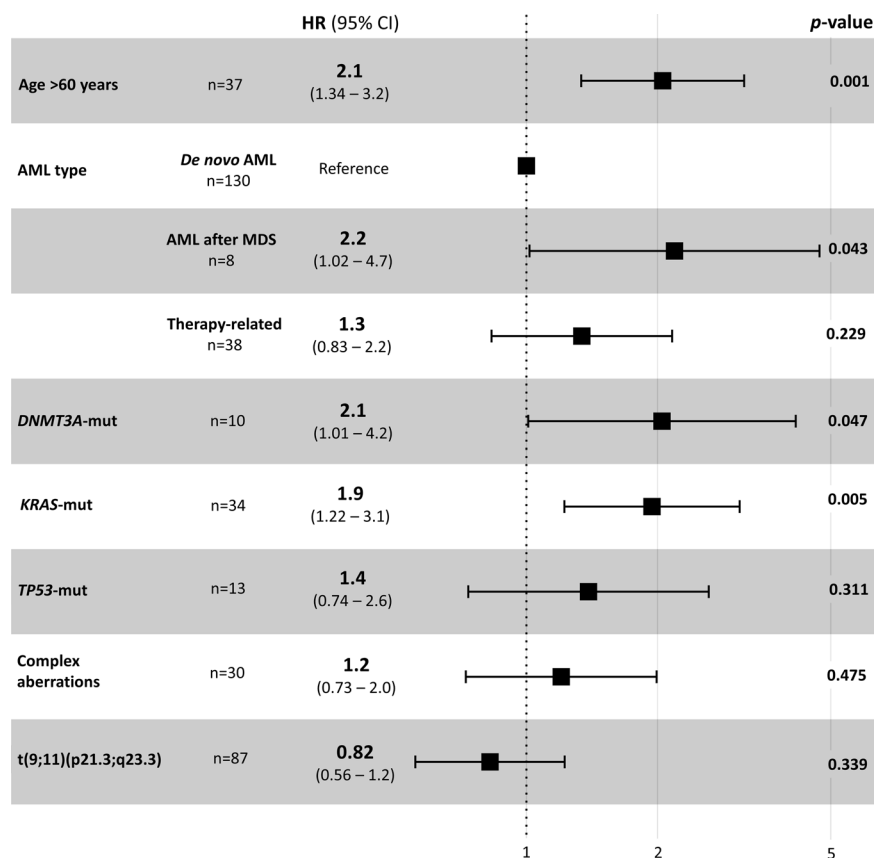 HR (95% CI) p-value
Age >60 years n=37 2.1 0.001
(1.34 – 3.2)
AML type De novo AML Reference
n=130
AML after MDS 2.2 0.043
n=8 (1.02 – 4.7)
Therapy-related 1.3 0.229
n=38 (0.83 – 2.2)
DNMT3A-mut n=10 2.1 0.047
(1.01 – 4.2)
KRAS-mut n=34 1.9 0.005
(1.22 – 3.1)
TP53-mut n=13 1.4 0.311
(0.74 – 2.6)
Complex
aberrations n=30 1.2 0.475
(0.73 – 2.0)
t(9;11)(p21.3;q23.3) n=87 0.82 0.339
(0.56 – 1.2)
1 2 5